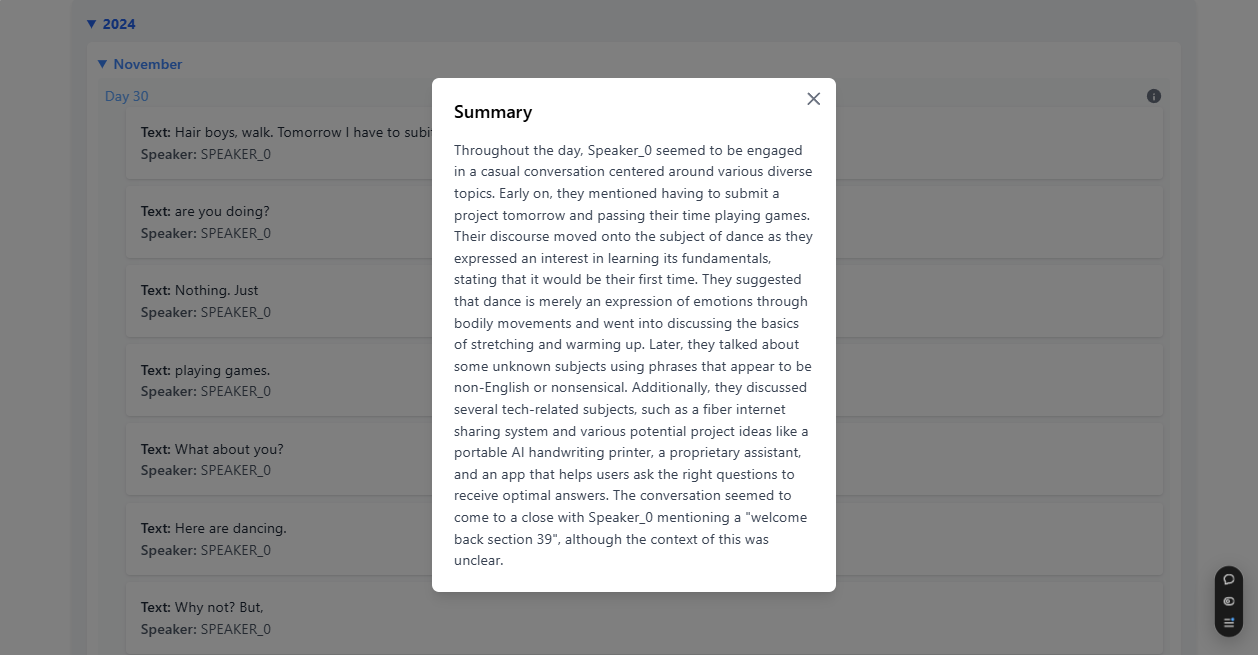 2024
November
Day 30
Text: Hair boys, walk. Tomorrow I have to subi
Speaker: SPEAKER_0
Text: are you doing?
Speaker: SPEAKER_0
Text: Nothing. Just
Speaker: SPEAKER_0
Text: playing games.
Speaker: SPEAKER_0
Text: What about you?
Speaker: SPEAKER_0
Text: Here are dancing.
Speaker: SPEAKER_0
Text: Why not? But,
Speaker: SPEAKER_0
Summary
Throughout the day, Speaker_0 seemed to be engaged
in a casual conversation centered around various diverse
topics. Early on, they mentioned having to submit a
project tomorrow and passing their time playing games.
Their discourse moved onto the subject of dance as they
expressed an interest in learning its fundamentals,
stating that it would be their first time. They suggested
that dance is merely an expression of emotions through
bodily movements and went into discussing the basics
of stretching and warming up. Later, they talked about
some unknown subjects using phrases that appear to be
non-English or nonsensical. Additionally, they discussed
several tech-related subjects, such as a fiber internet
sharing system and various potential project ideas like a
portable AI handwriting printer, a proprietary assistant,
and an app that helps users ask the right questions to
receive optimal answers. The conversation seemed to
come to a close with Speaker_0 mentioning a "welcome
back section 39", although the context of this was
unclear.